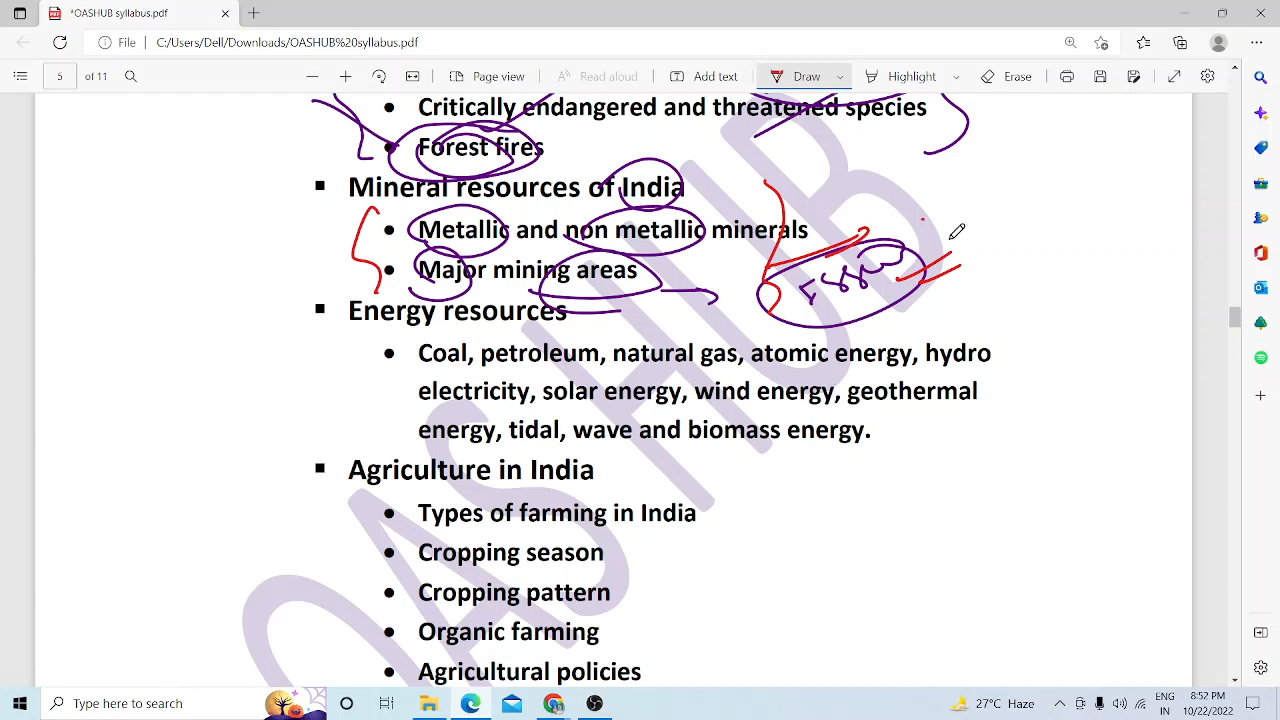 *OASHUB syllabus.pdf
File C:/Users/Dell/Downloads/OASHUB%20syllabus.pdf
5 of 11 Page view Read aloud Add text Draw Highlight Erase
• Critically endangered and threatened species
• Forest fires
▪ Mineral resources of India
• Metallic and non metallic minerals
• Major mining areas
▪ Energy resources
• Coal, petroleum, natural gas, atomic energy, hydro
electricity, solar energy, wind energy, geothermal
energy, tidal, wave and biomass energy.
▪ Agriculture in India
• Types of farming in India
• Cropping season
• Cropping pattern
• Organic farming
• Agricultural policies
OAS HUB
Type here to search
27°C Haze
ENG
IN
8:52 PM
10/22/2022